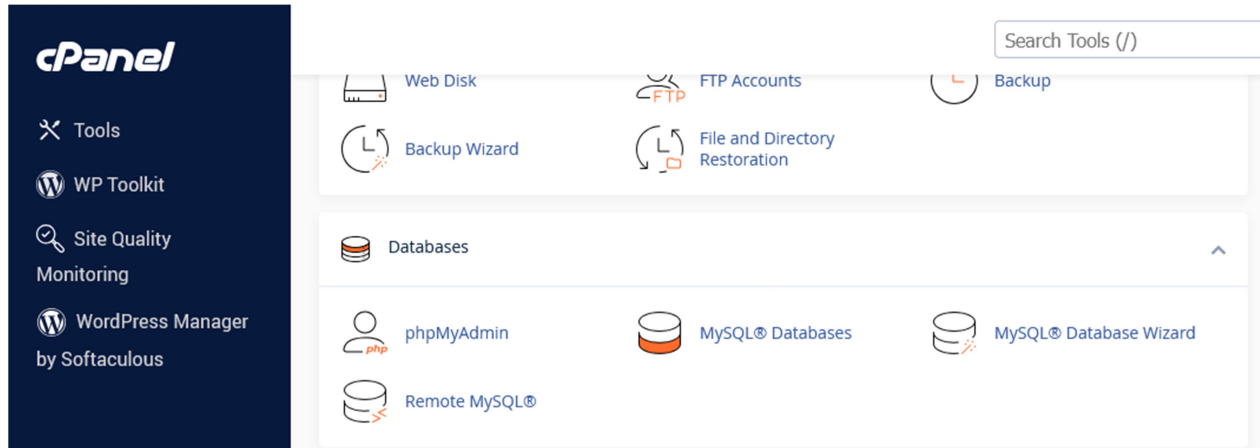 cPanel
Search Tools (/)
Tools
WP Toolkit
Site Quality
Monitoring
WordPress Manager
by Softaculous
Web Disk
FTP
FTP Accounts
Backup
Backup Wizard
File and Directory
Restoration
Databases
php
phpMyAdmin
MySQL® Databases
MySQL® Database Wizard
Remote MySQL®